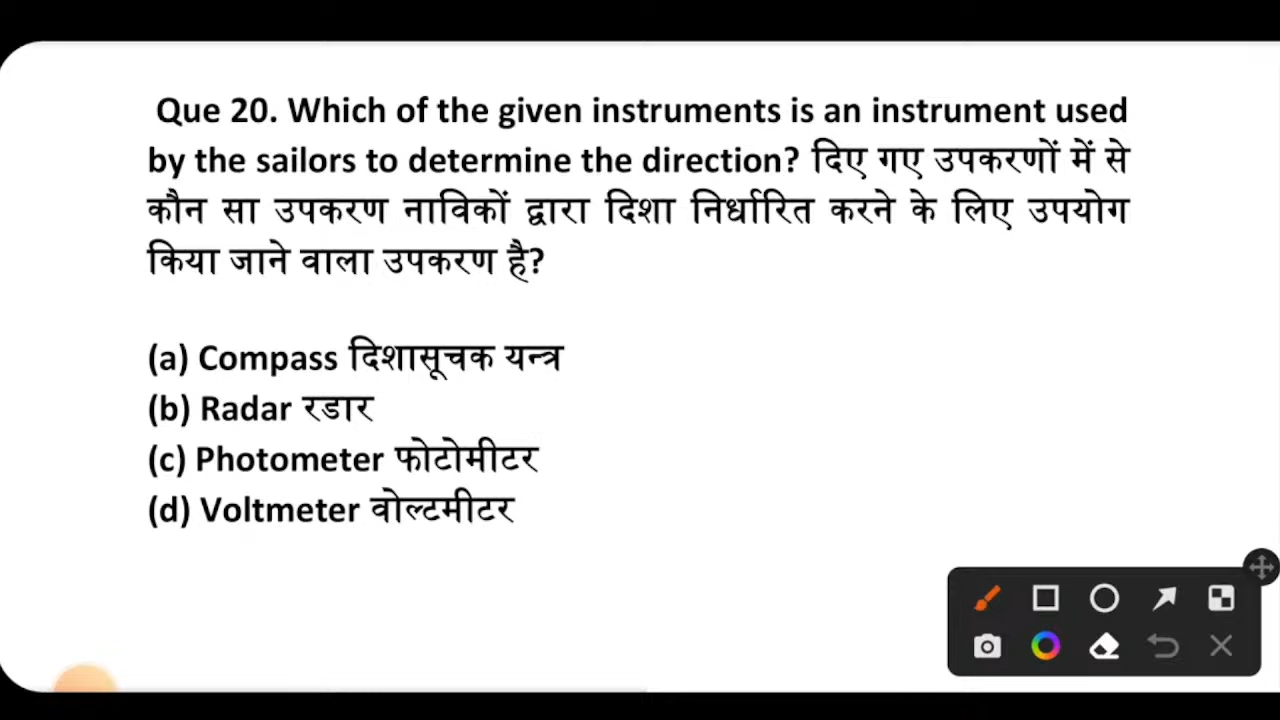 Que 20. Which of the given instruments is an instrument used
by the sailors to determine the direction? दिए गए उपकरणों में से
कौन सा उपकरण नाविकों द्वारा दिशा निर्धारित करने के लिए उपयोग
किया जाने वाला उपकरण है?
(a) Compass दिशासूचक यन्त्र
(b) Radar रडार
(c) Photometer फोटोमीटर
(d) Voltmeter वोल्टमीटर